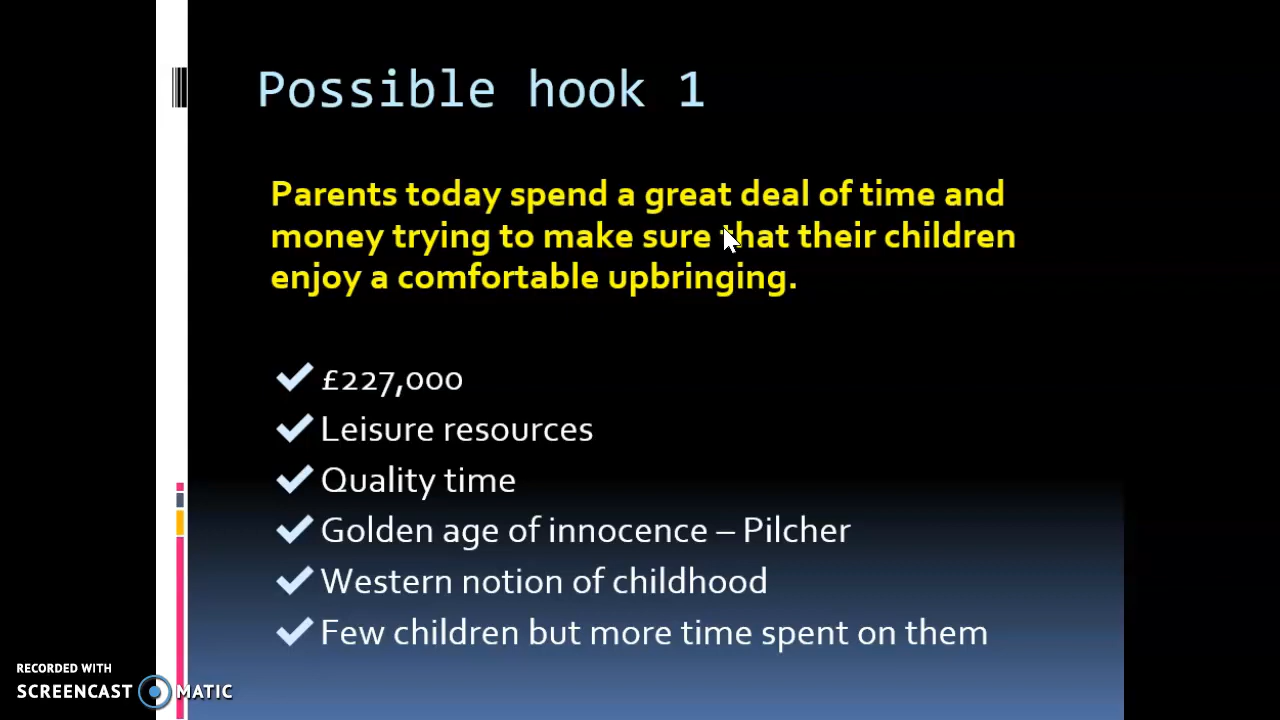 Possible hook 1
Parents today spend a great deal of time and
money trying to make sure that their children
enjoy a comfortable upbringing.
£227,000
Leisure resources
Quality time
Golden age of innocence – Pilcher
Western notion of childhood
Few children but more time spent on them
RECORDED WITH
SCREENCAST MATIC